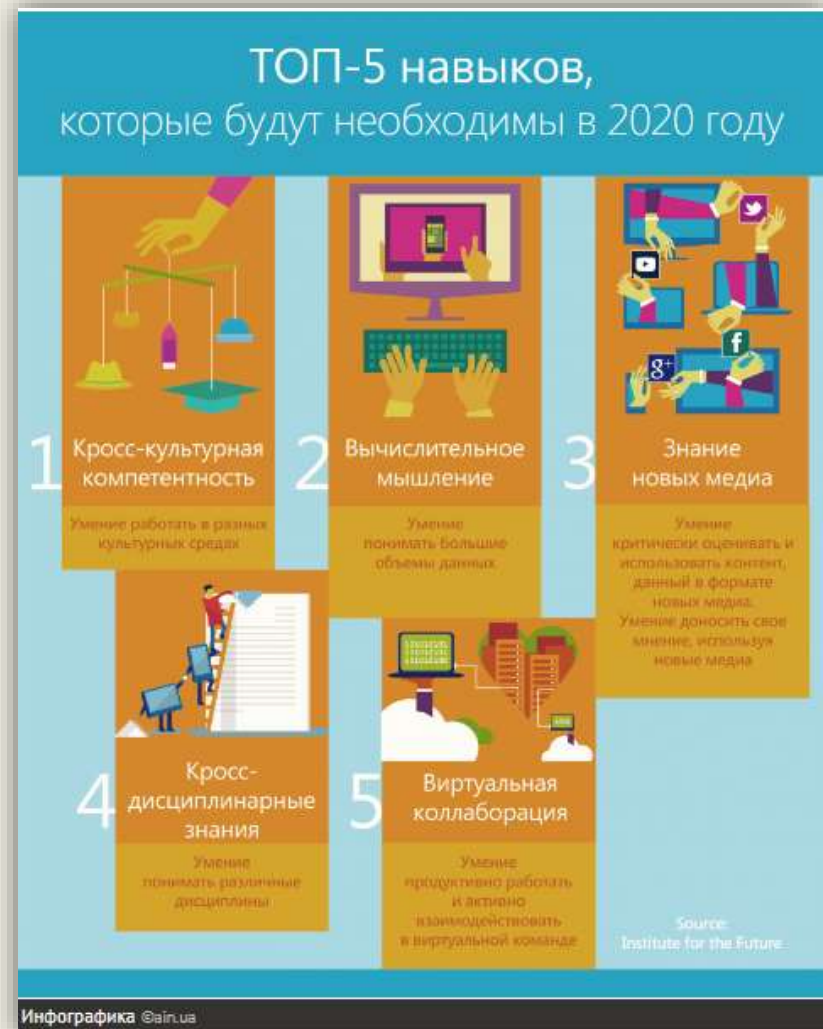 ТОП-5 навыков,
которые будут необходимы в 2020 году
1
Кросс-культурная
компетентность
Умение работать в разных
культурных средах
2
Вычислительное
мышление
Умение
понимать большие
объемы данных
3
g+
f
Знание
новых медиа
Умение
критически оценивать и
использовать контент,
данный в формате
новых медиа.
Умение доносить свое
мнение, используя
новые медиа
4
Кросс-
дисциплинарные
знания
Умение
понимать различные
дисциплины
5
Виртуальная
коллаборация
Умение
продуктивно работать
и активно
взаимодействовать
в виртуальной команде
Source:
Institute for the Future
Инфографика ©ain.ua